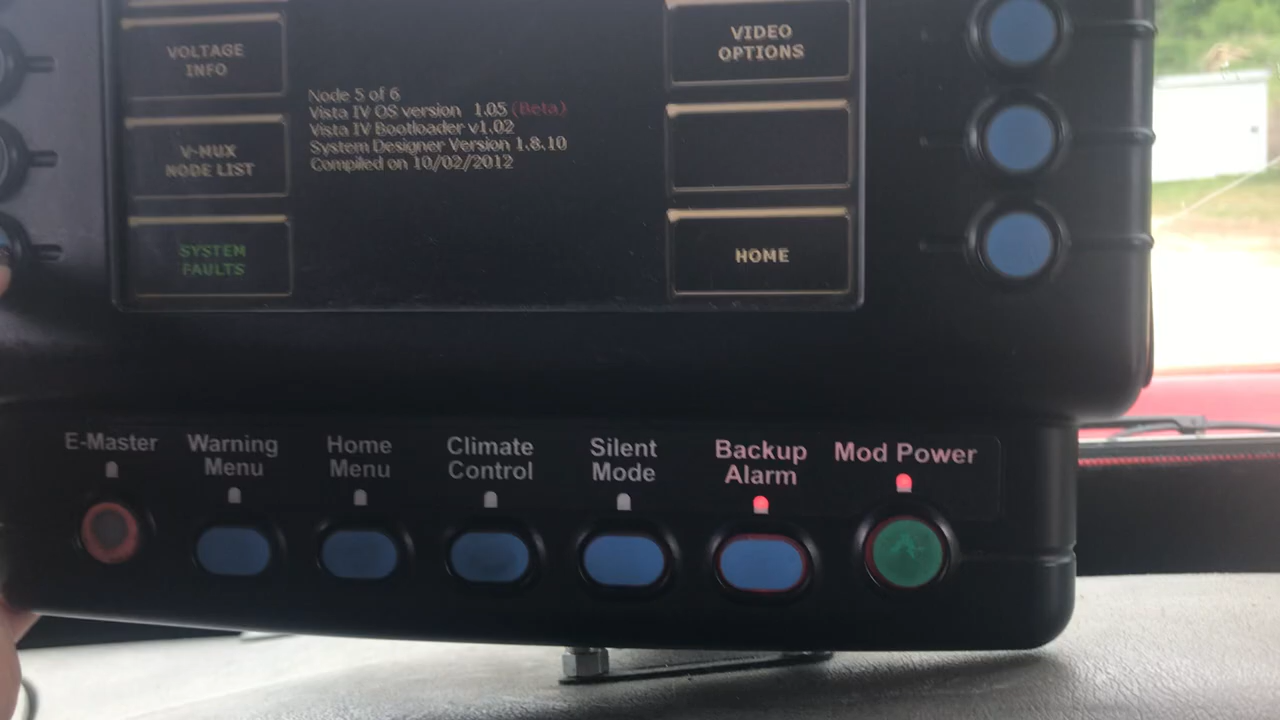 VOLTAGE
INFO
V-MUX
NODE LIST
SYSTEM
FAULTS
Node 5 of 6
Vista IV OS version 1.05 (Beta)
Vista IV Bootloader v1.02
System Designer Version 1.8.10
Compiled on 10/02/2012
VIDEO
OPTIONS
HOME
E-Master
Warning
Menu
Home
Menu
Climate
Control
Silent
Mode
Backup
Alarm
Mod Power